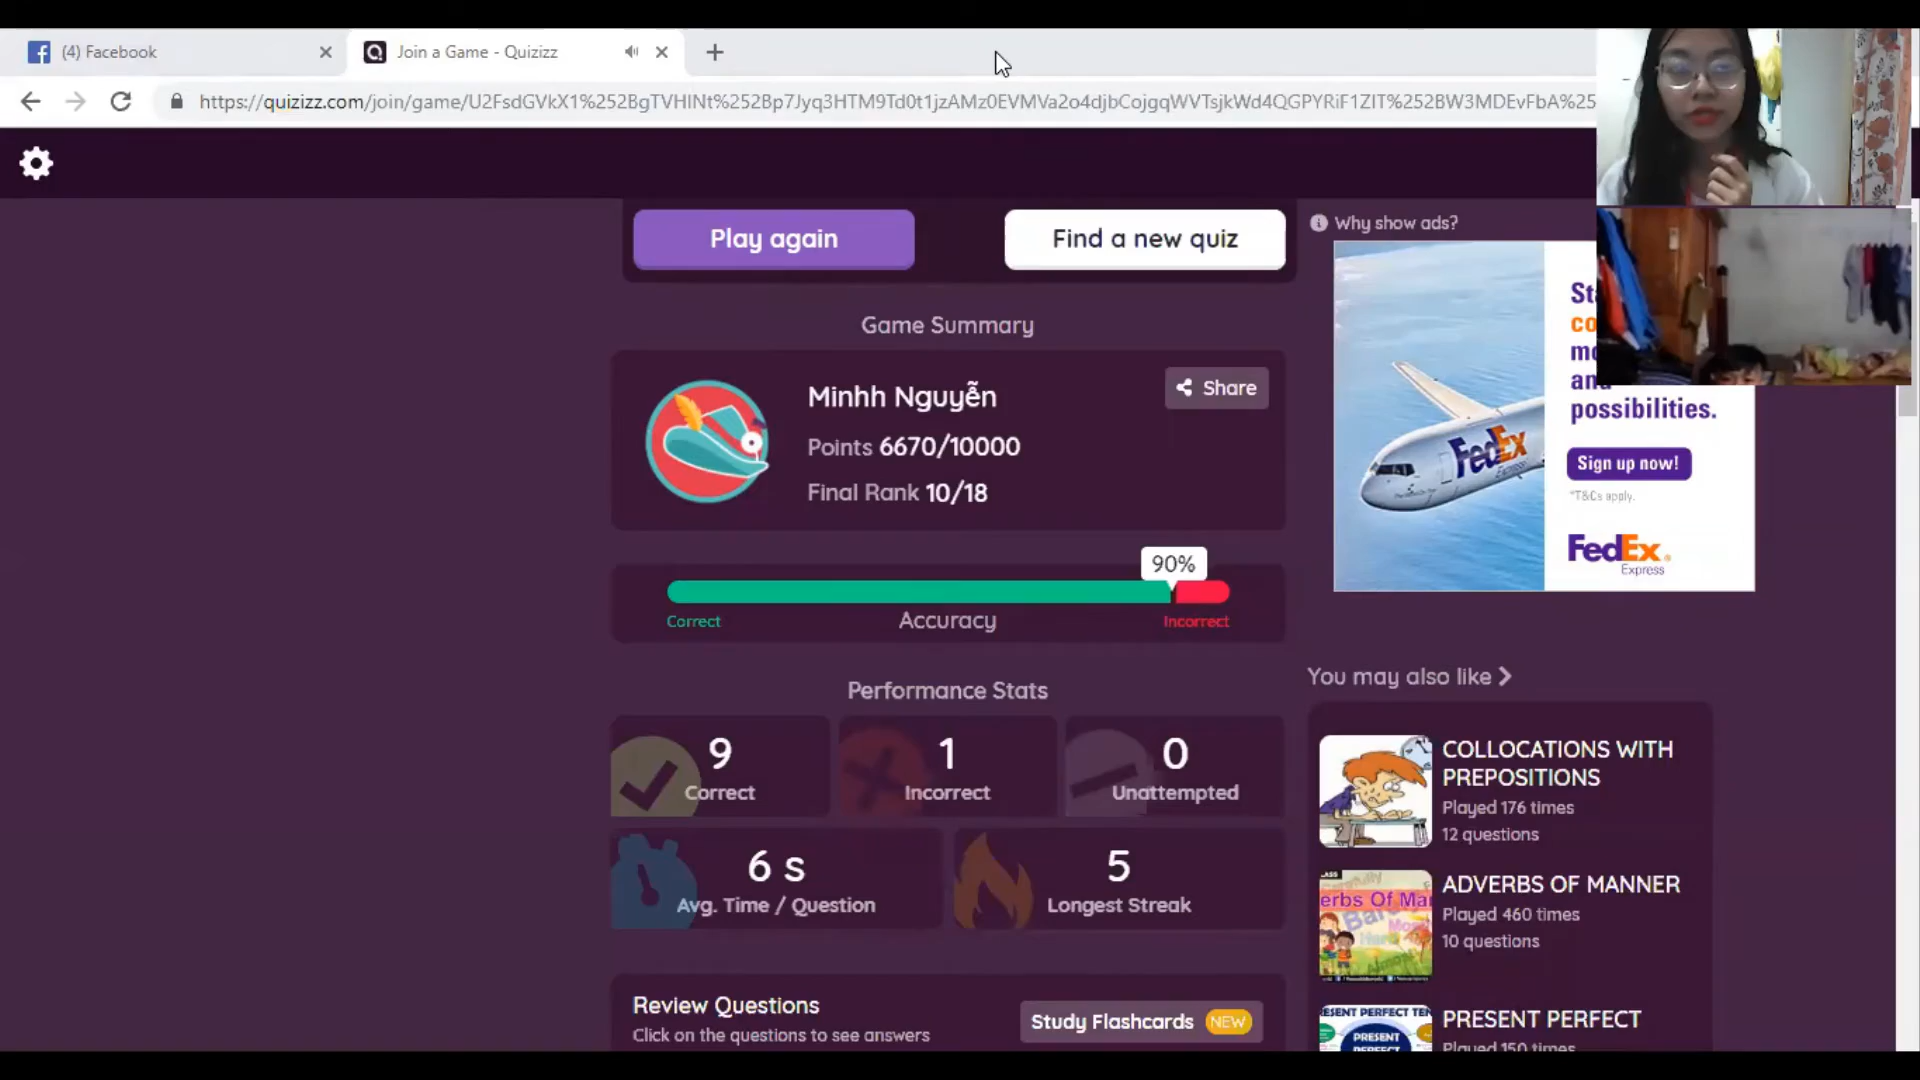 (4) Facebook
Join a Game - Quizizz
https://quizizz.com/join/game/U2FsdGVkX1%252BgTVHINt%252Bp7Jyq3HTM9Td0t1jzAMz0EVMVa2o4djbCojgqWVTsjkWd4QGPYRiF1ZIT%252BW3MDEvFbA%25
Play again
Find a new quiz
Why show ads?
Game Summary
Minhh Nguyễn
Share
Points 6670/10000
Final Rank 10/18
90%
Correct
Accuracy
Incorrect
Performance Stats
9
Correct
1
Incorrect
0
Unattempted
6 s
Avg. Time / Question
5
Longest Streak
Review Questions
Click on the questions to see answers
Study Flashcards NEW
possibilities.
Sign up now!
*T&Cs apply.
FedEx
FedEx
Express
You may also like
COLLOCATIONS WITH
PREPOSITIONS
Played 176 times
12 questions
ADVERBS OF MANNER
Played 460 times
10 questions
PRESENT PERFECT
Played 150 times
PRESENT